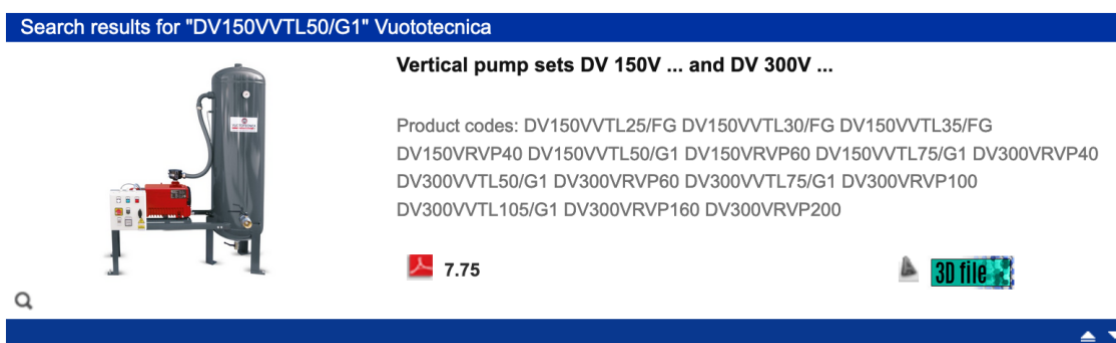 Search results for "DV150VVTL50/G1" Vuototecnica
Vertical pump sets DV 150V ... and DV 300V ...
Product codes: DV150VVTL25/FG DV150VVTL30/FG DV150VVTL35/FG
DV150VRVP40 DV150VVTL50/G1 DV150VRVP60 DV150VVTL75/G1 DV300VRVP40
DV300VVTL50/G1 DV300VRVP60 DV300VVTL75/G1 DV300VRVP100
DV300VVTL105/G1 DV300VRVP160 DV300VRVP200
7.75
3D file